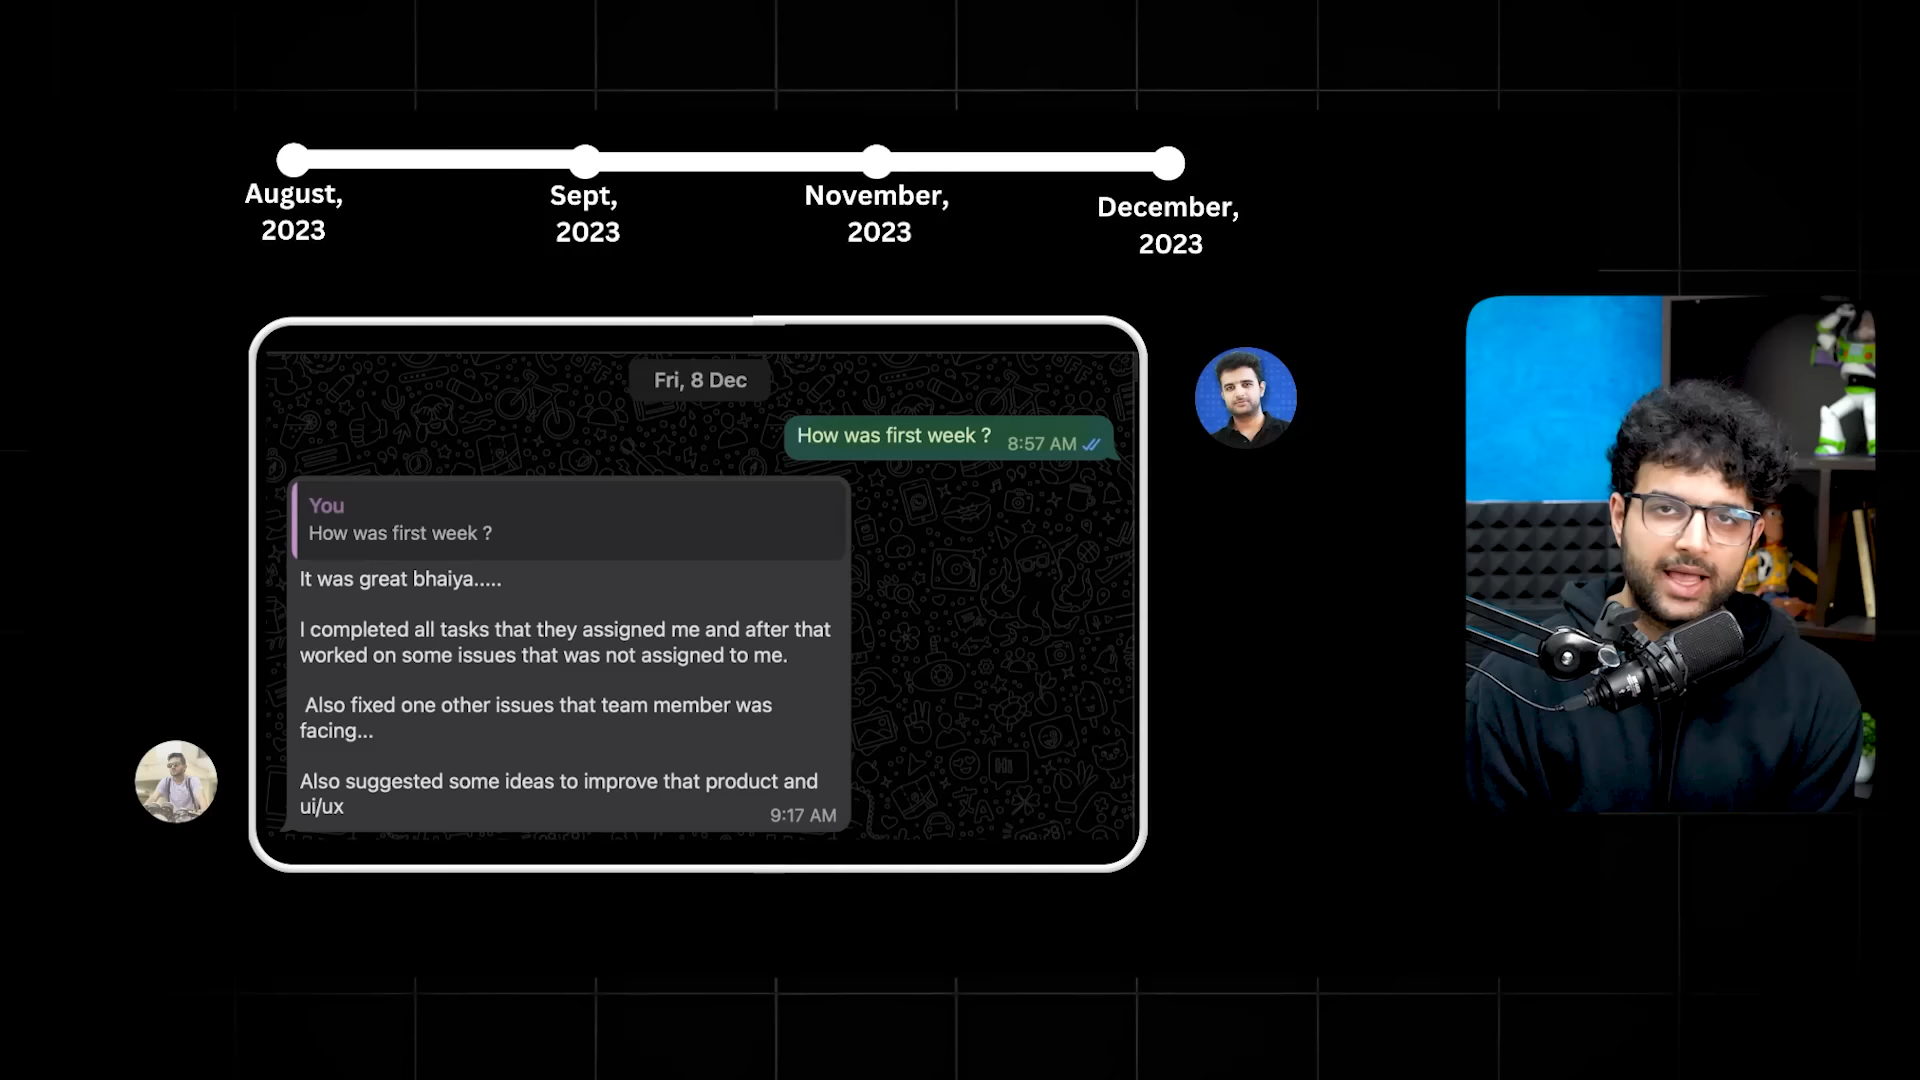 August,
2023
Sept,
2023
November,
2023
December,
2023
Fri, 8 Dec
How was first week ?
8:57 AM
You
How was first week ?
It was great bhaiya.....
I completed all tasks that they assigned me and after that
worked on some issues that was not assigned to me.
Also fixed one other issues that team member was
facing...
Also suggested some ideas to improve that product and
ui/ux
9:17 AM